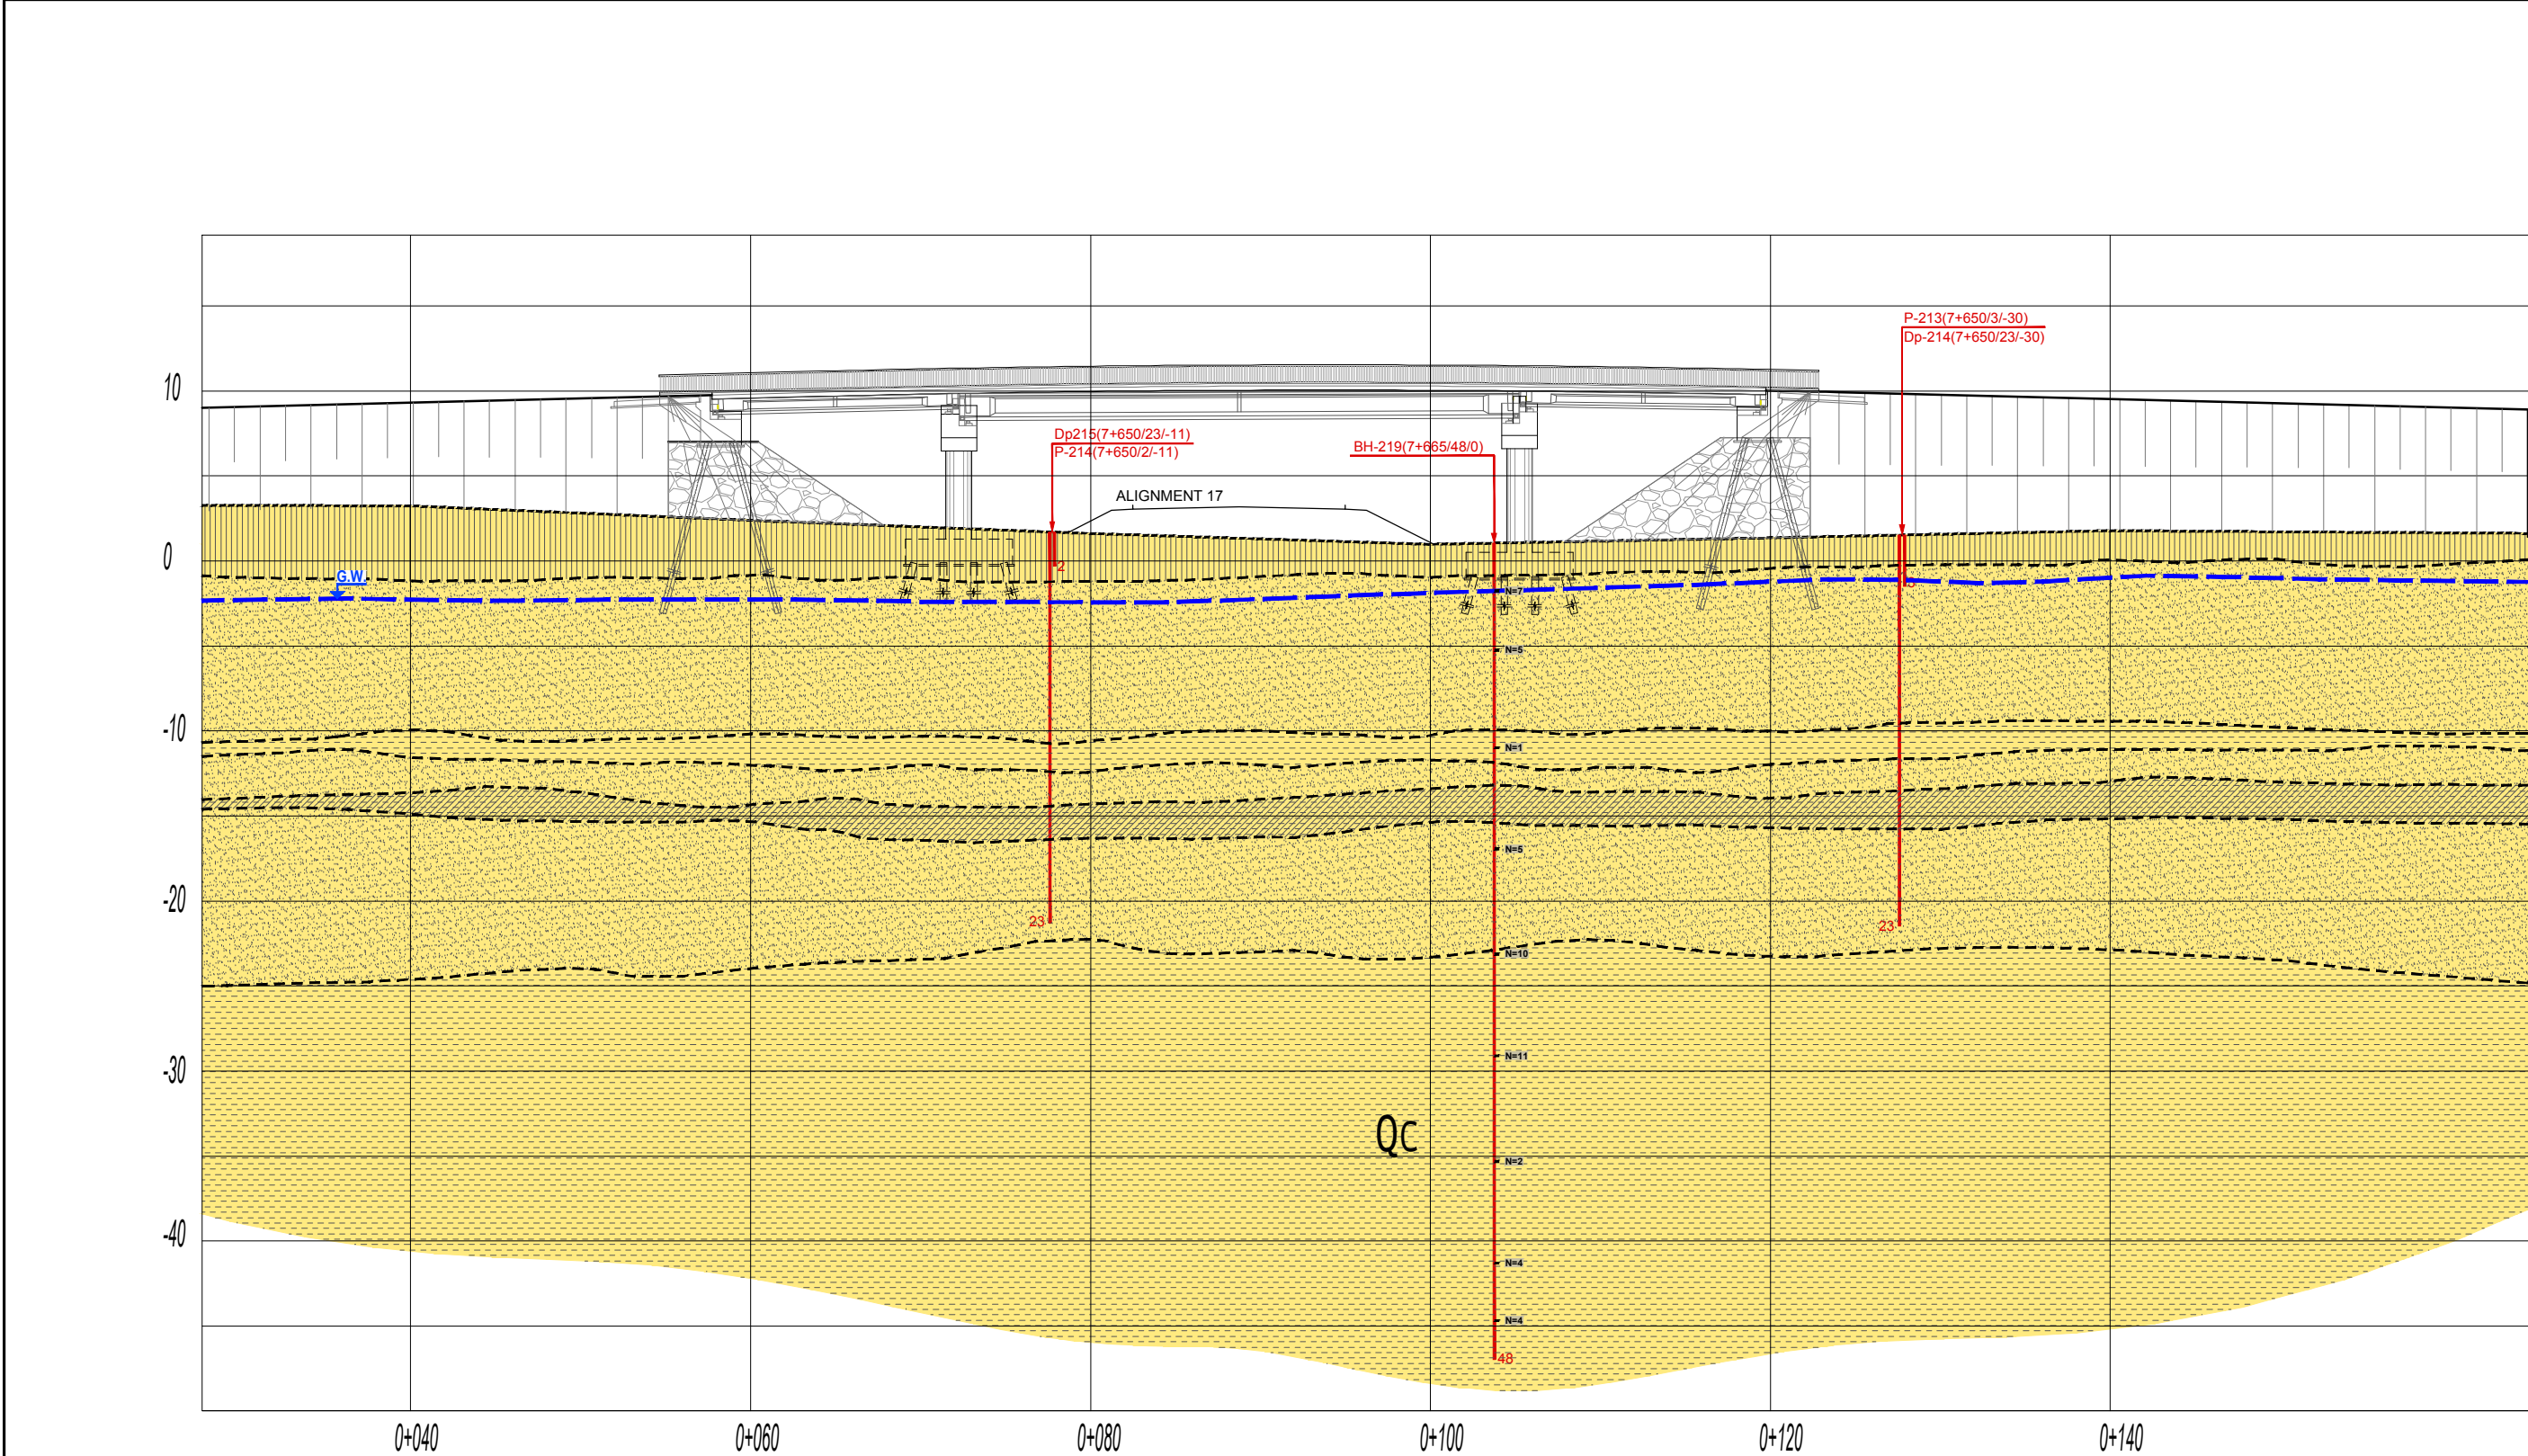 P-213(7+650/3/-30)
Dp-214(7+650/23/-30)
10
Dp215(7+650/23/-11)
P-214(7+650/2/-11)
BH-219(7+665/48/0)
ALIGNMENT 17
0
2
G.W.
N=7
N=5
-10
N=1
N=5
-20
23
23
N=10
N=11
-30
Qc
N=2
-40
N=4
N=4
48
0+040 0+060 0+080 0+100 0+120 0+140